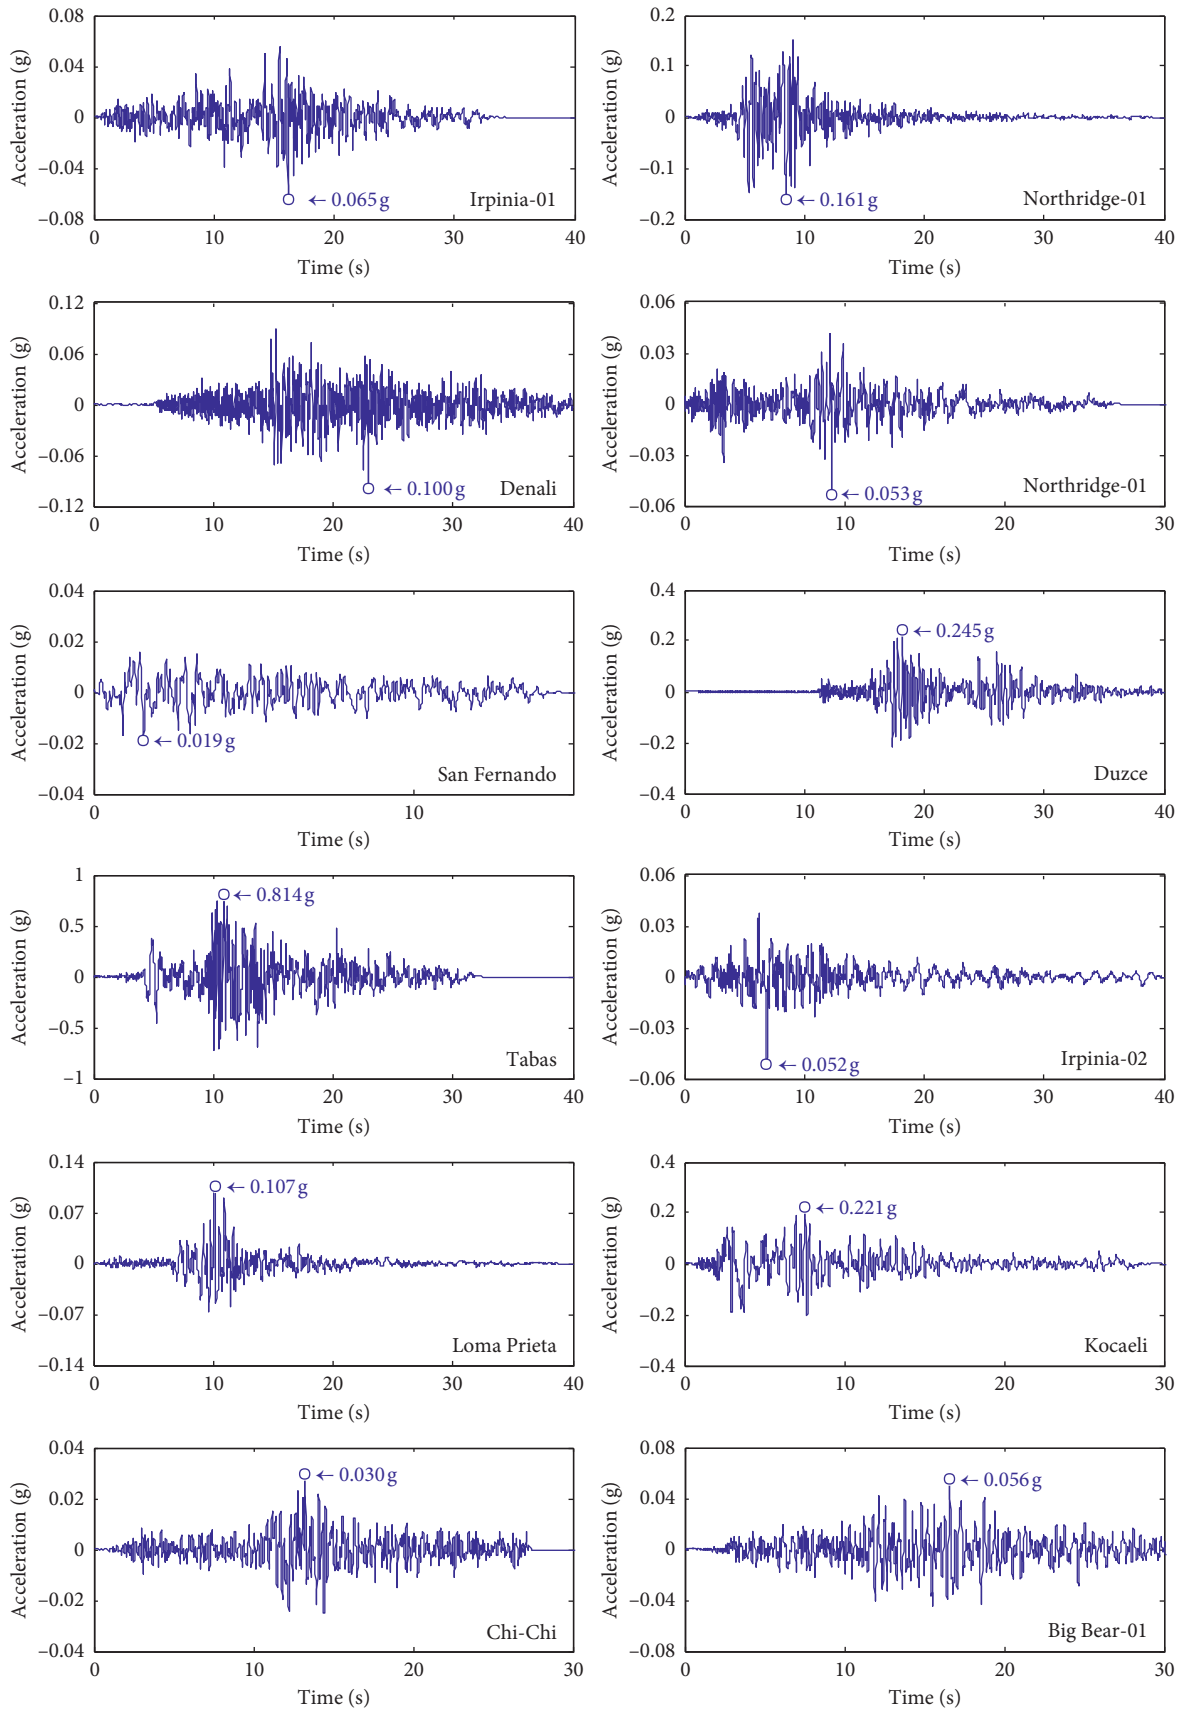 0.08
0.04
0
−0.04
−0.08
Acceleration (g)
←0.065 g
Irpinia-01
0 10 20 30 40
Time (s)
0.2
0.1
0
−0.1
−0.2
Acceleration (g)
←0.161 g
Northridge-01
0 10 20 30 40
Time (s)
0.12
0.06
0
−0.06
−0.12
Acceleration (g)
←0.100 g
Denali
0 10 20 30 40
Time (s)
0.06
0.03
0
−0.03
−0.06
Acceleration (g)
←0.053 g
Northridge-01
0 10 20 30
Time (s)
0.04
0.02
0
−0.02
−0.04
Acceleration (g)
←0.019 g
San Fernando
0 10
Time (s)
0.4
0.2
0
−0.2
−0.4
Acceleration (g)
←0.245 g
Duzce
0 10 20 30 40
Time (s)
1
0.5
0
−0.5
−1
Acceleration (g)
←0.814 g
Tabas
0 10 20 30 40
Time (s)
0.06
0.03
0
−0.03
−0.06
Acceleration (g)
←0.052 g
Irpinia-02
0 10 20 30 40
Time (s)
0.14
0.07
0
−0.07
−0.14
Acceleration (g)
←0.107 g
Loma Prieta
0 10 20 30 40
Time (s)
0.4
0.2
0
−0.2
−0.4
Acceleration (g)
←0.221 g
Kocaeli
0 10 20 30
Time (s)
0.04
0.02
0
−0.02
−0.04
Acceleration (g)
←0.030 g
Chi-Chi
0 10 20 30
Time (s)
0.08
0.04
0
−0.04
−0.08
Acceleration (g)
←0.056 g
Big Bear-01
0 10 20 30
Time (s)